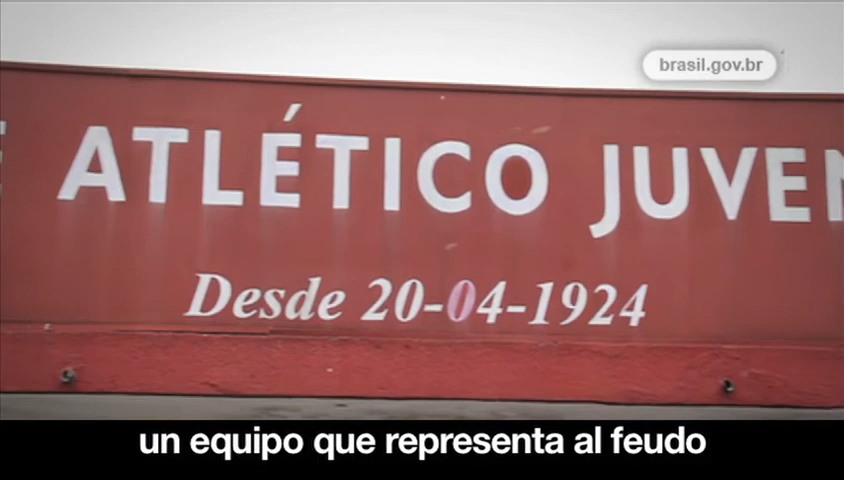 brasil.gov.br
ATLÉTICO JUVEN
Desde 20-04-1924
un equipo que representa al feudo